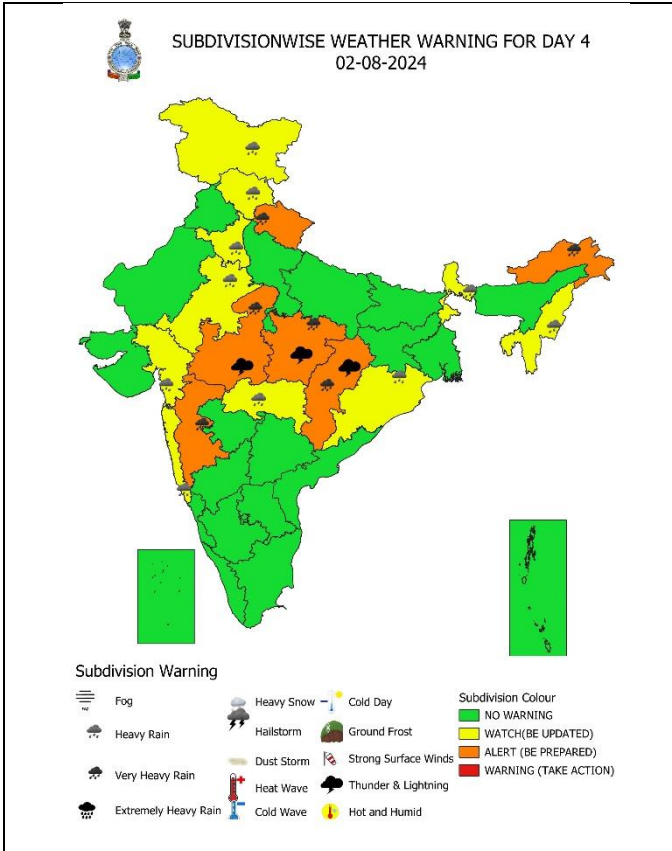 SUBDIVISIONWISE WEATHER WARNING FOR DAY 4
02-08-2024
Subdivision Warning
Fog
Heavy Rain
Very Heavy Rain
Extremely Heavy Rain
Heavy Snow
Hailstorm
Dust Storm
Heat Wave
Cold Wave
Cold Day
Ground Frost
Strong Surface Winds
Thunder & Lightning
Hot and Humid
Subdivision Colour
NO WARNING
WATCH(BE UPDATED)
ALERT (BE PREPARED)
WARNING (TAKE ACTION)